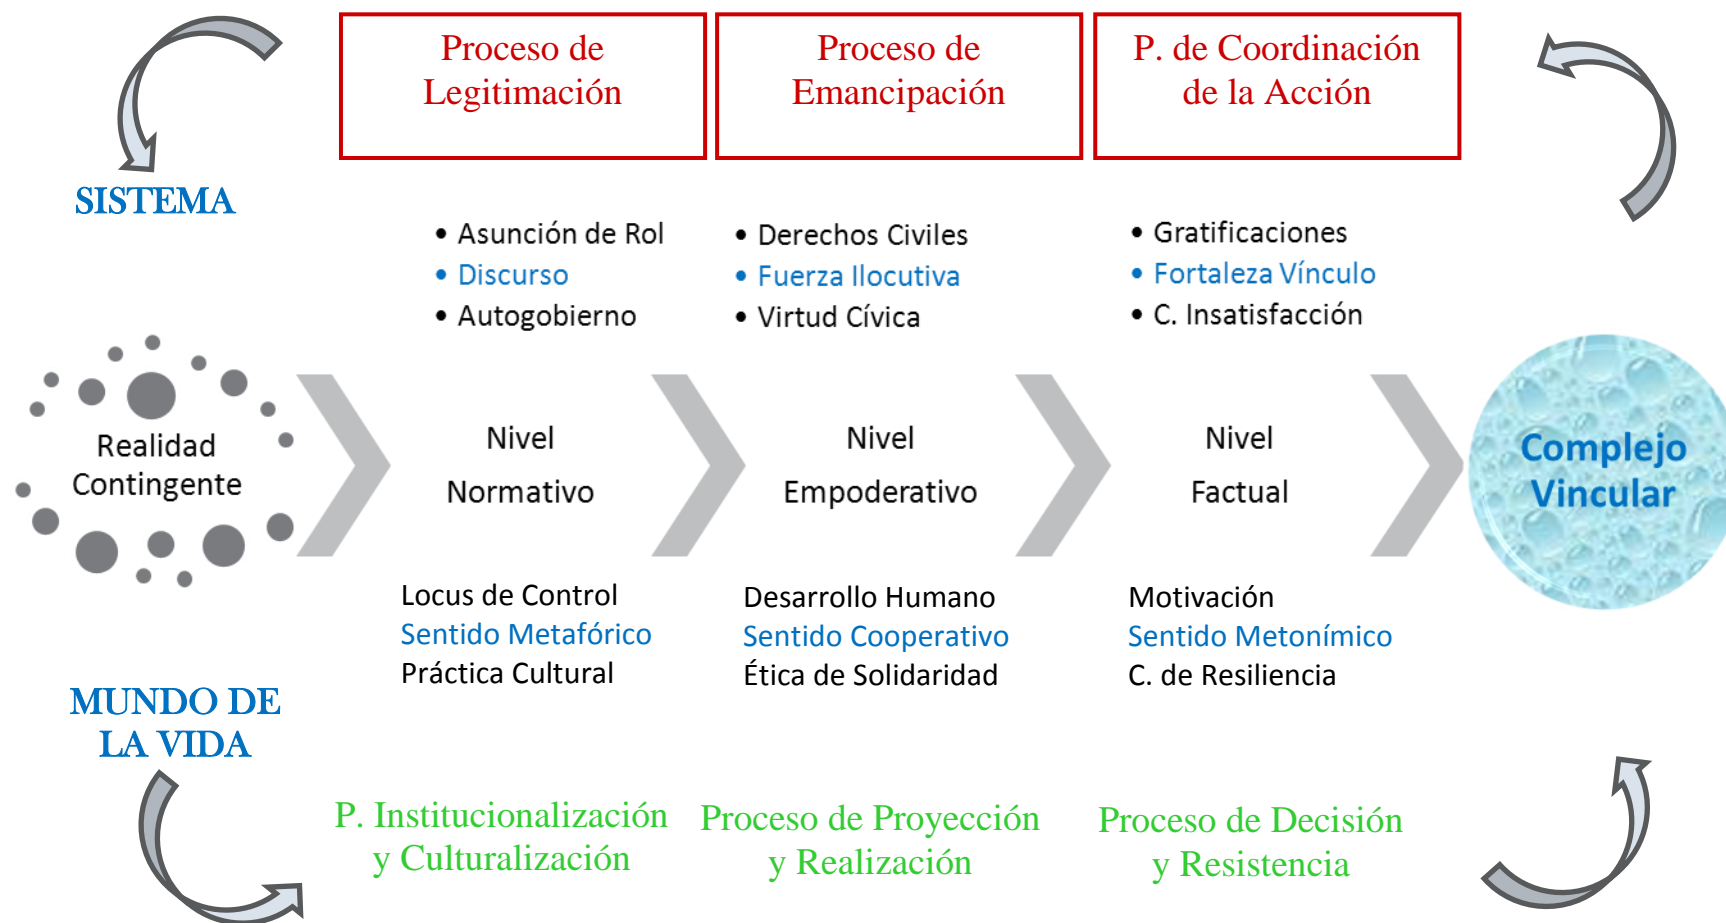 Proceso de
Legitimación
Proceso de
Emancipación
P. de Coordinación
de la Acción
SISTEMA
• Asunción de Rol
• Discurso
• Autogobierno
• Derechos Civiles
• Fuerza Ilocutiva
• Virtud Cívica
• Gratificaciones
• Fortaleza Vínculo
• C. Insatisfacción
Realidad
Contingente
Nivel
Normativo
Nivel
Empoderativo
Nivel
Factual
Complejo
Vincular
Locus de Control
Sentido Metafórico
Práctica Cultural
Desarrollo Humano
Sentido Cooperativo
Ética de Solidaridad
Motivación
Sentido Metonímico
C. de Resiliencia
MUNDO DE
LA VIDA
P. Institucionalización
y Culturalización
Proceso de Proyección
y Realización
Proceso de Decisión
y Resistencia